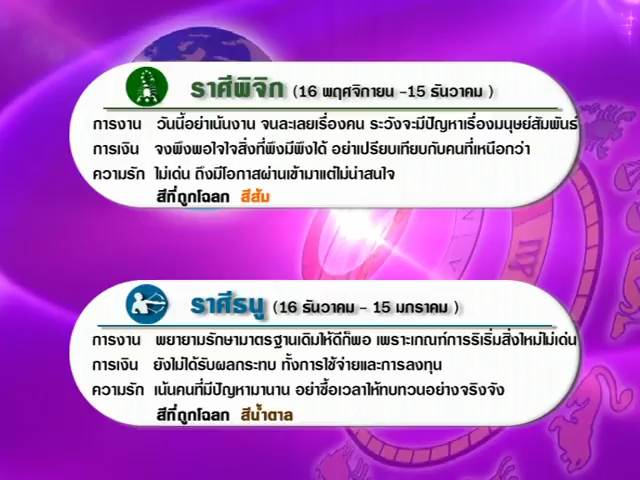 ราศีพิจิก (16 พฤศจิกายน -15 ธันวาคม )
การงาน วันนี้อย่าเน้นงาน จนละเลยเรื่องคน ระวังจะมีปัญหาเรื่องมนุษย์สัมพันธ์
การเงิน จงพึงพอใจใจสิ่งที่พึงมีพึงได้ อย่าเปรียบเทียบกับคนที่เหนือกว่า
ความรัก ไม่เด่น ถึงมีโอกาสผ่านเข้ามาแต่ไม่น่าสนใจ
สีที่ถูกโฉลก สีส้ม
ราศีธนู (16 ธันวาคม - 15 มกราคม )
การงาน พยายามรักษามาตรฐานเดิมให้ดีก็พอ เพราะเกณฑ์การริเริ่มสิ่งใหม่ไม่เด่น
การเงิน ยังไม่ได้รับผลกระทบ ทั้งการใช้จ่ายและการลงทุน
ความรัก เน้นคนที่มีปัญหามานาน อย่าซื้อเวลาให้ทบทวนอย่างจริงจัง
สีที่ถูกโฉลก สีน้ำตาล